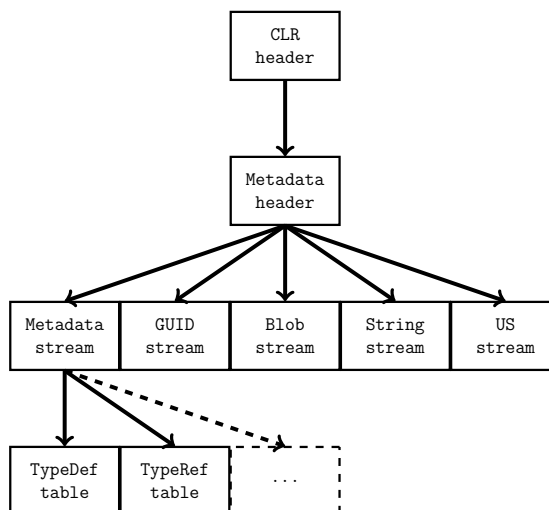 CLR
header
Metadata
header
Metadata
stream
GUID
stream
Blob
stream
String
stream
US
stream
TypeDef
table
TypeRef
table
...